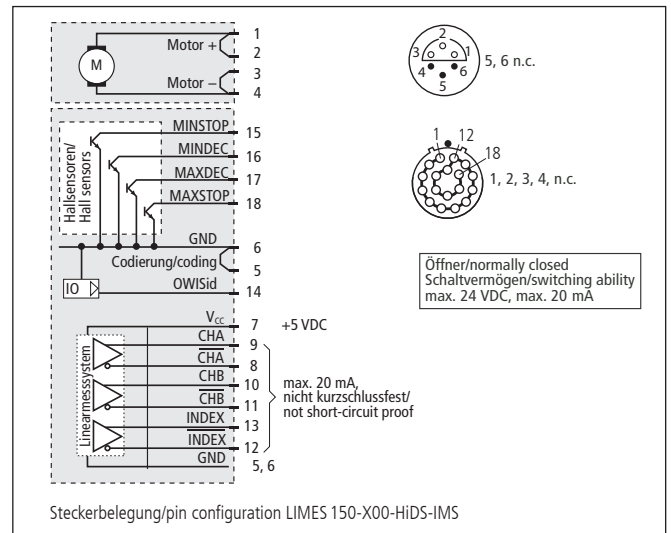 Motor +
1
2
M
Motor –
3
4
2
3
1
4
6
5
5, 6 n.c.
Hallsensoren/
Hall sensors
MINSTOP 15
MINDEC 16
MAXDEC 17
MAXSTOP 18
1 12
18
1, 2, 3, 4, n.c.
GND 6
Codierung/coding
5
IO
OWISid 14
Öffner/normally closed
Schaltvermögen/switching ability
max. 24 VDC, max. 20 mA
Linearmesssystem
VCC 7 +5 VDC
CHA 9
CHA 8
CHB 10
CHB 11
INDEX 13
INDEX 12
GND 5, 6
max. 20 mA,
nicht kurzschlussfest/
not short-circuit proof
Steckerbelegung/pin configuration LIMES 150-X00-HiDS-IMS